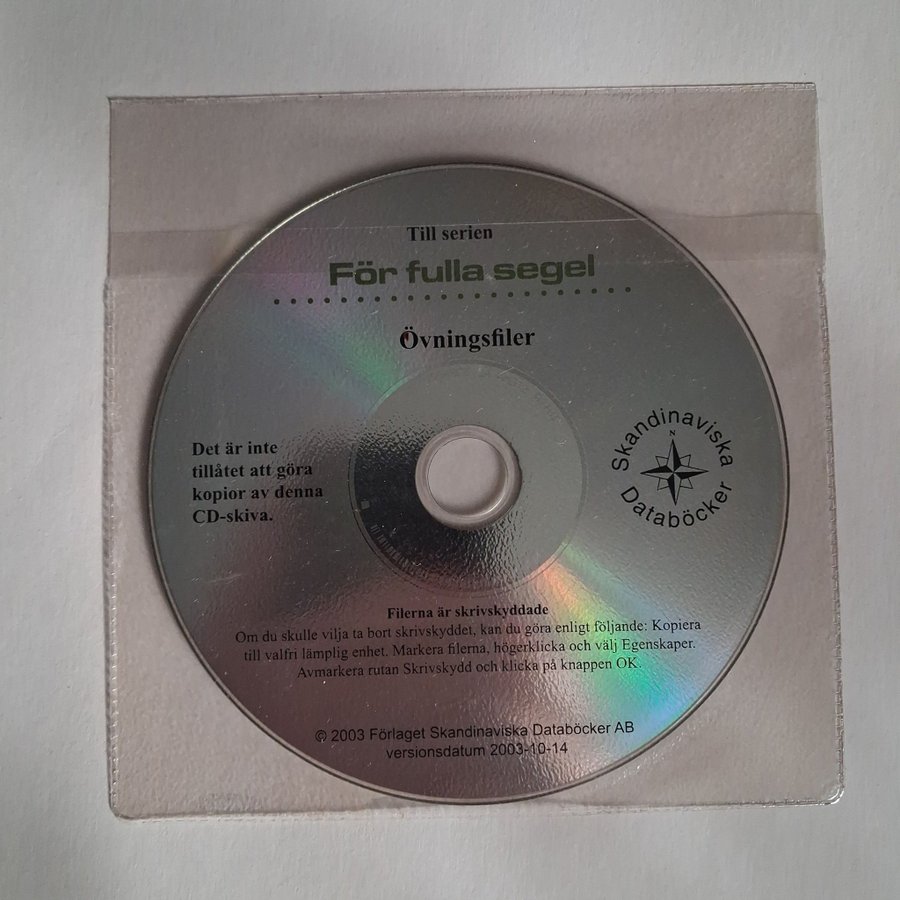 Till serien
För fulla segel
Övningsfiler
Det är inte
tillåtet att göra
kopior av denna
CD-skiva.
Skandinaviska
N
Databöcker
Filerna är skrivskyddade
Om du skulle vilja ta bort skrivskyddet, kan du göra enligt följande: Kopiera
till valfri lämplig enhet. Markera filerna, högerklicka och välj Egenskaper.
Avmarkera rutan Skrivskydd och klicka på knappen OK.
© 2003 Förlaget Skandinaviska Databöcker AB
versionsdatum 2003-10-14